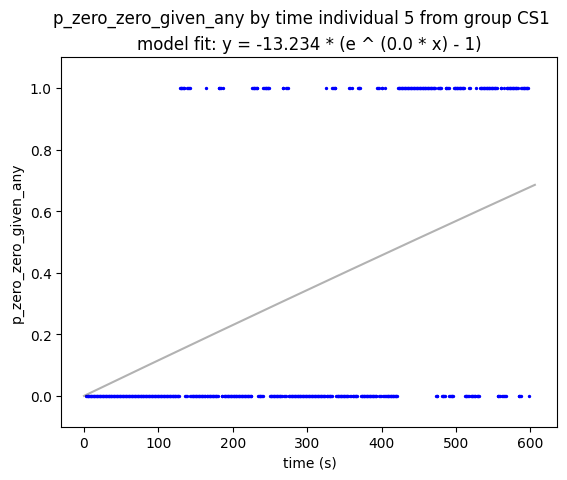 p_zero_zero_given_any by time individual 5 from group CS1
model fit: y = -13.234 * (e ^ (0.0 * x) - 1)
1.0
0.8
0.6
0.4
0.2
0.0
p_zero_zero_given_any
0 100 200 300 400 500 600
time (s)